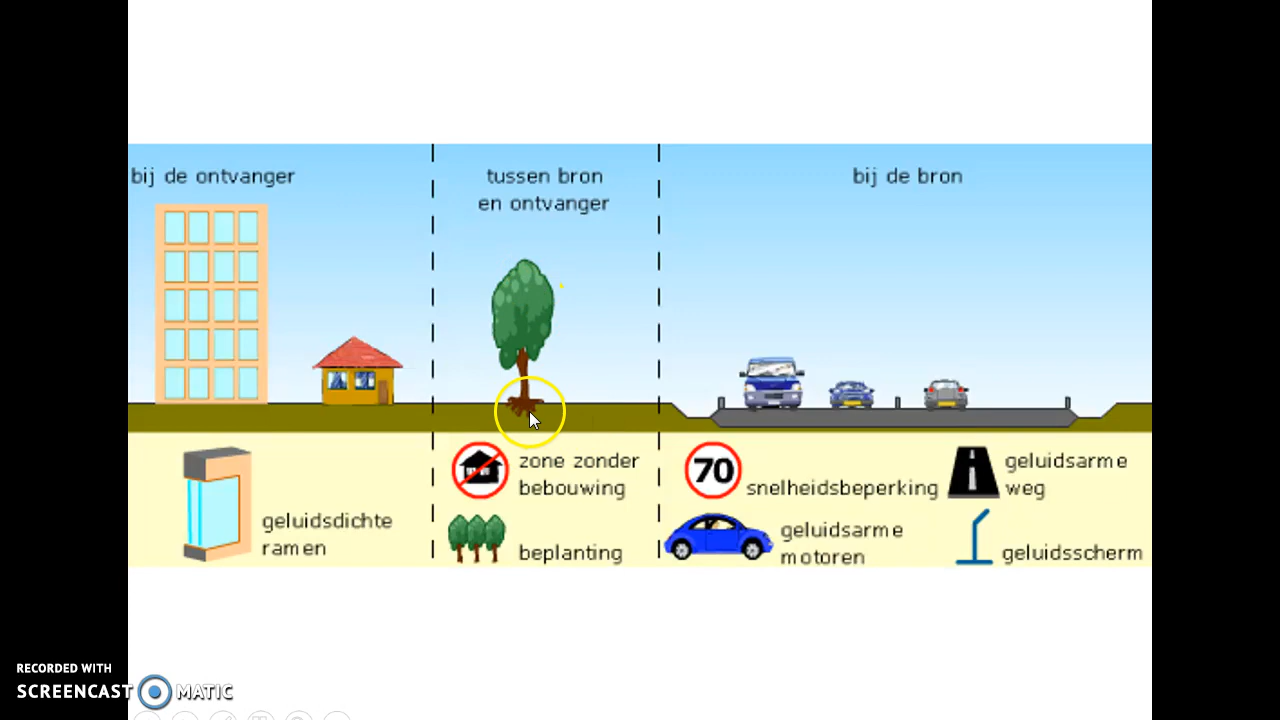 bij de ontvanger
tussen bron
en ontvanger
bij de bron
geluidsdichte
ramen
zone zonder
bebouwing
beplanting
70
snelheidsbeperking
geluidsarme
motoren
geluidsarme
weg
geluidsscherm
RECORDED WITH
SCREENCAST MATIC